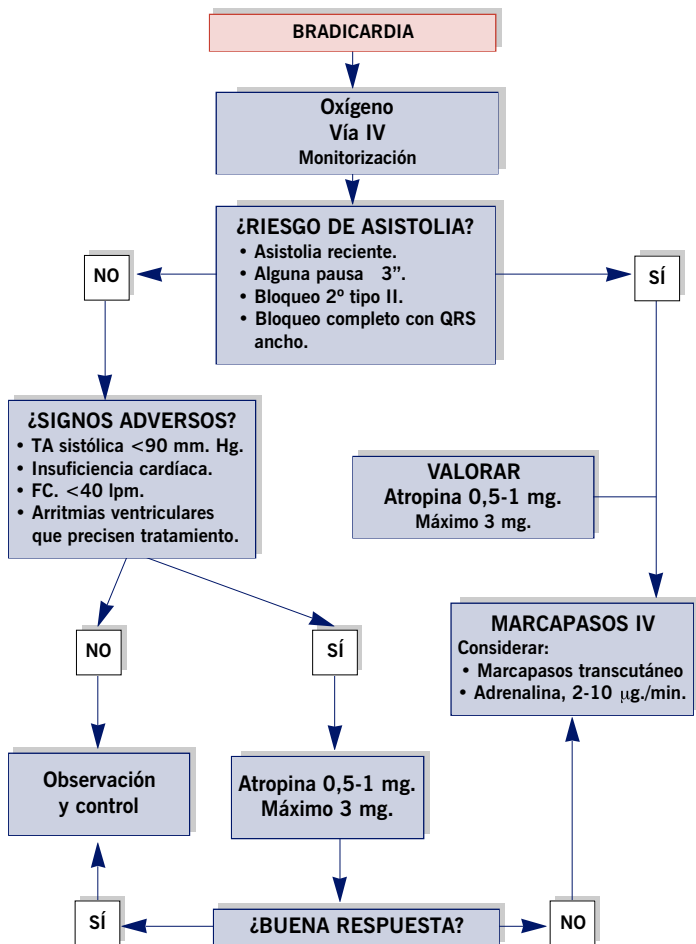 BRADICARDIA
Oxígeno
Vía IV
Monitorización
¿RIESGO DE ASISTOLIA?
• Asistolia reciente.
• Alguna pausa 3”.
• Bloqueo 2º tipo II.
• Bloqueo completo con QRS
ancho.
NO
SÍ
¿SIGNOS ADVERSOS?
• TA sistólica <90 mm. Hg.
• Insuficiencia cardíaca.
• FC. <40 lpm.
• Arritmias ventriculares
que precisen tratamiento.
VALORAR
Atropina 0,5-1 mg.
Máximo 3 mg.
NO
SÍ
MARCAPASOS IV
Considerar:
• Marcapasos transcutáneo
• Adrenalina, 2-10 µg./min.
Observación
y control
Atropina 0,5-1 mg.
Máximo 3 mg.
SÍ
¿BUENA RESPUESTA?
NO